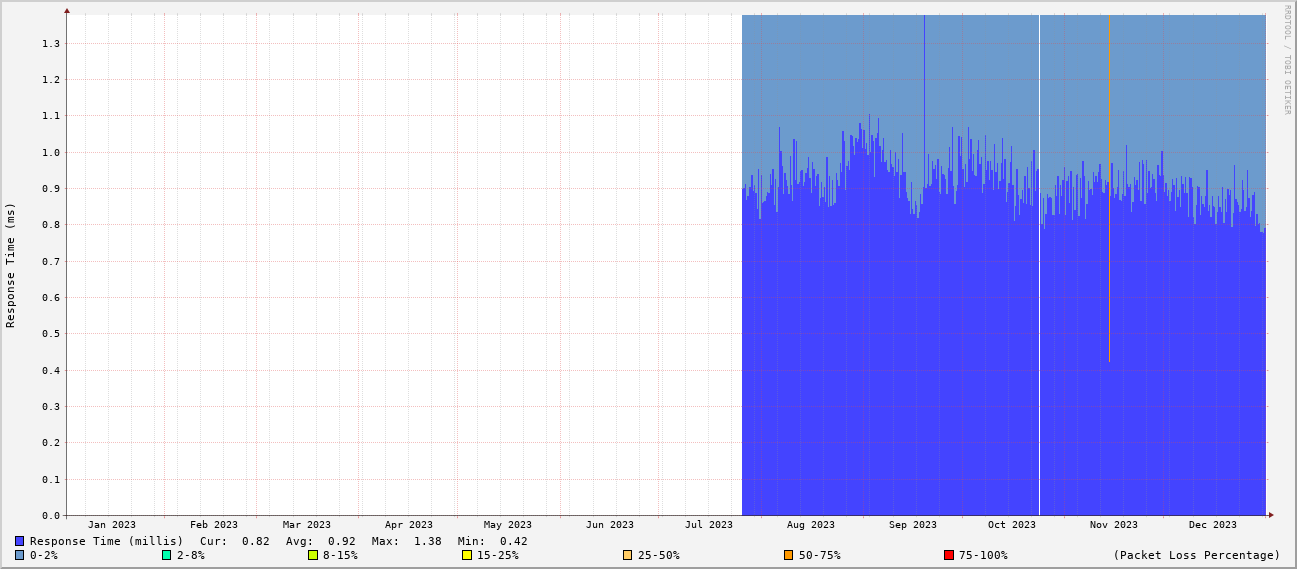 RRDTOOL / TOBI OETIKER
Response Time (ms)
1.3
1.2
1.1
1.0
0.9
0.8
0.7
0.6
0.5
0.4
0.3
0.2
0.1
0.0
Jan 2023 Feb 2023 Mar 2023 Apr 2023 May 2023 Jun 2023 Jul 2023 Aug 2023 Sep 2023 Oct 2023 Nov 2023 Dec 2023
Response Time (millis) Cur: 0.82 Avg: 0.92 Max: 1.38 Min: 0.42
0-2% 2-8% 8-15% 15-25% 25-50% 50-75% 75-100% (Packet Loss Percentage)